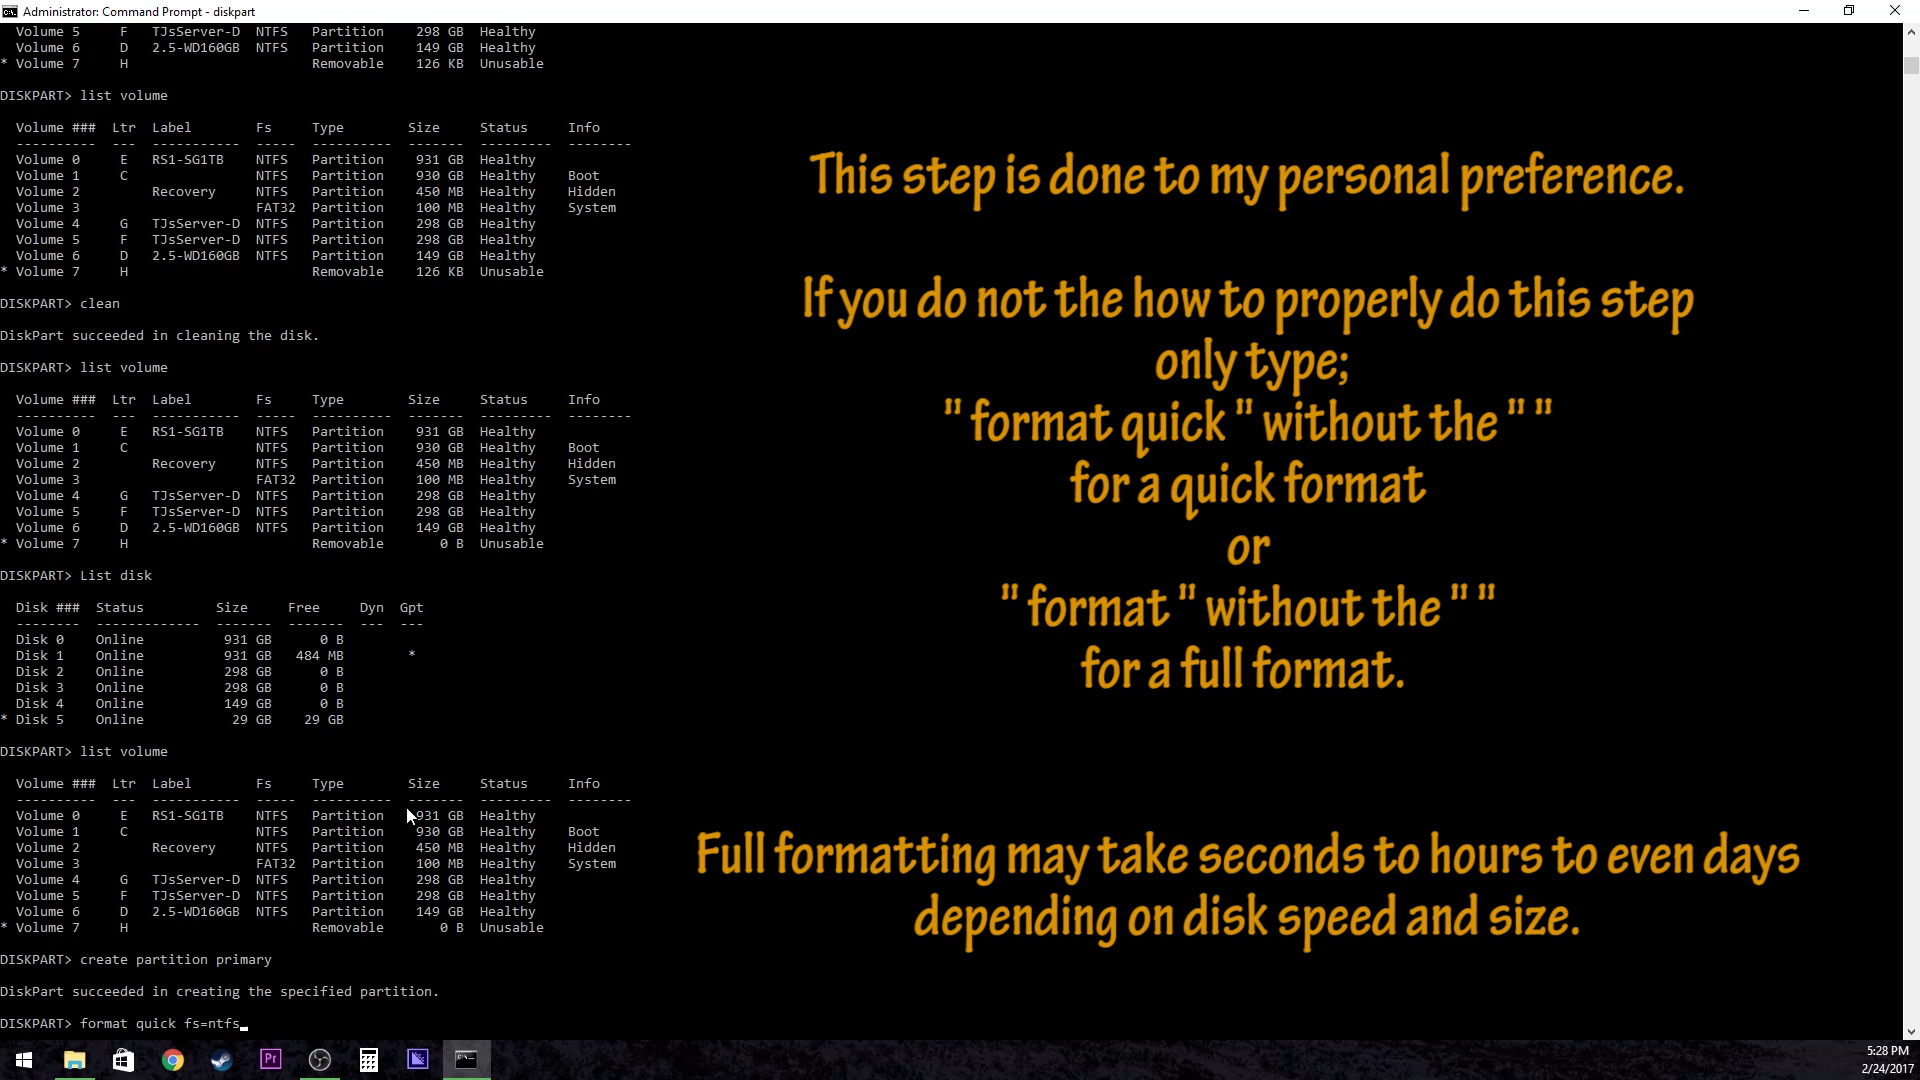 Administrator: Command Prompt - diskpart
Volume 5 F TJsServer-D NTFS Partition 298 GB Healthy
Volume 6 D 2.5-WD160GB NTFS Partition 149 GB Healthy
* Volume 7 H Removable 126 KB Unusable
DISKPART> list volume
Volume ### Ltr Label Fs Type Size Status Info
---------- --- ----------- ----- ---------- ------- --------- --------
Volume 0 E RS1-SG1TB NTFS Partition 931 GB Healthy
Volume 1 C NTFS Partition 930 GB Healthy Boot
Volume 2 Recovery NTFS Partition 450 MB Healthy Hidden
Volume 3 FAT32 Partition 100 MB Healthy System
Volume 4 G TJsServer-D NTFS Partition 298 GB Healthy
Volume 5 F TJsServer-D NTFS Partition 298 GB Healthy
Volume 6 D 2.5-WD160GB NTFS Partition 149 GB Healthy
* Volume 7 H Removable 126 KB Unusable
DISKPART> clean
DiskPart succeeded in cleaning the disk.
DISKPART> list volume
Volume ### Ltr Label Fs Type Size Status Info
---------- --- ----------- ----- ---------- ------- --------- --------
Volume 0 E RS1-SG1TB NTFS Partition 931 GB Healthy
Volume 1 C NTFS Partition 930 GB Healthy Boot
Volume 2 Recovery NTFS Partition 450 MB Healthy Hidden
Volume 3 FAT32 Partition 100 MB Healthy System
Volume 4 G TJsServer-D NTFS Partition 298 GB Healthy
Volume 5 F TJsServer-D NTFS Partition 298 GB Healthy
Volume 6 D 2.5-WD160GB NTFS Partition 149 GB Healthy
* Volume 7 H Removable 0 B Unusable
DISKPART> List disk
Disk ### Status Size Free Dyn Gpt
-------- ------------- ------- ------- --- ---
Disk 0 Online 931 GB 0 B
Disk 1 Online 931 GB 484 MB *
Disk 2 Online 298 GB 0 B
Disk 3 Online 298 GB 0 B
Disk 4 Online 149 GB 0 B
* Disk 5 Online 29 GB 29 GB
DISKPART> list volume
Volume ### Ltr Label Fs Type Size Status Info
---------- --- ----------- ----- ---------- ------- --------- --------
Volume 0 E RS1-SG1TB NTFS Partition 931 GB Healthy
Volume 1 C NTFS Partition 930 GB Healthy Boot
Volume 2 Recovery NTFS Partition 450 MB Healthy Hidden
Volume 3 FAT32 Partition 100 MB Healthy System
Volume 4 G TJsServer-D NTFS Partition 298 GB Healthy
Volume 5 F TJsServer-D NTFS Partition 298 GB Healthy
Volume 6 D 2.5-WD160GB NTFS Partition 149 GB Healthy
* Volume 7 H Removable 0 B Unusable
DISKPART> create partition primary
DiskPart succeeded in creating the specified partition.
DISKPART> format quick fs=ntfs_
This step is done to my personal preference.
If you do not the how to properly do this step
only type;
" format quick " without the " "
for a quick format
or
" format " without the " "
for a full format.
Full formatting may take seconds to hours to even days
depending on disk speed and size.
Pr
5:28 PM
2/24/2017